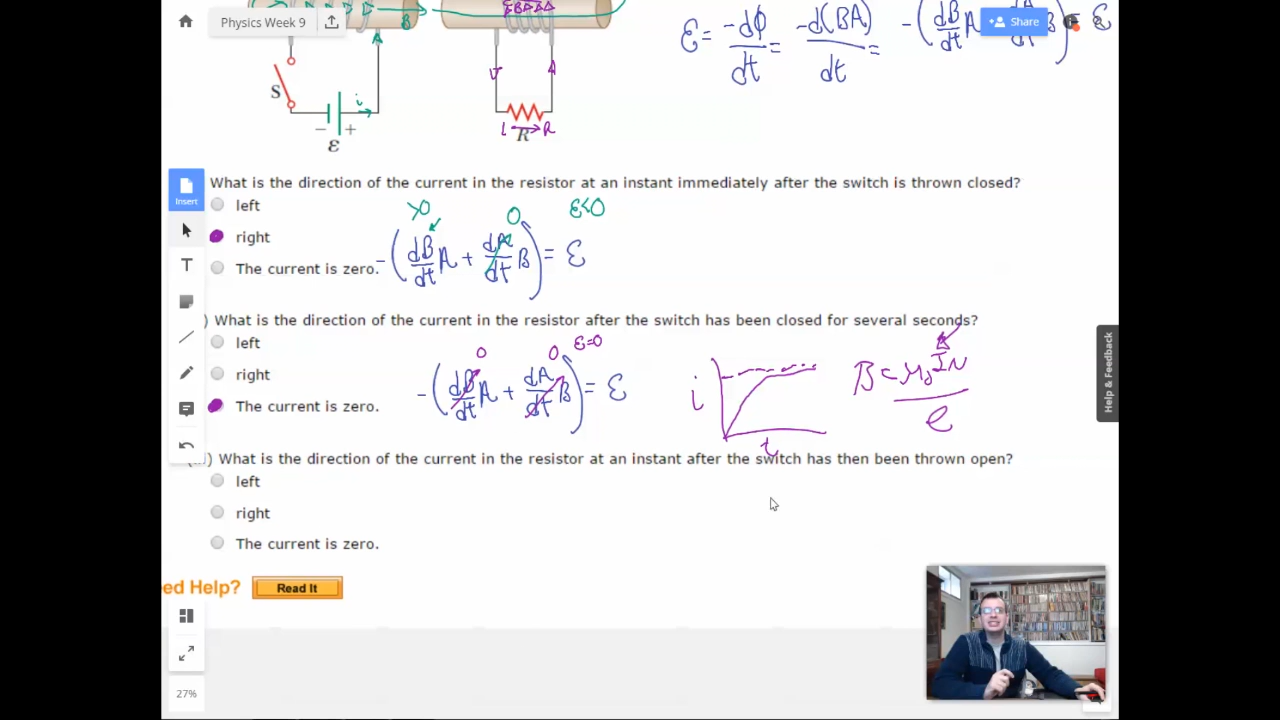 Physics Week 9
Share
B
S
i
− +
ε
L → R
R
ε = -dϕ/dt = -d(BA)/dt = -(dB/dt A + dA/dt B) = ε
Insert
What is the direction of the current in the resistor at an instant immediately after the switch is thrown closed?
left
right
The current is zero.
>0 0 ε<0
-(dB/dt A + dA/dt B) = ε
) What is the direction of the current in the resistor after the switch has been closed for several seconds?
left
right
The current is zero.
0 0 ε=0
-(dB/dt A + dA/dt B) = ε
i
t
B = μ₀IN/ℓ
Help & Feedback
) What is the direction of the current in the resistor at an instant after the switch has then been thrown open?
left
right
The current is zero.
ed Help? Read It
27%